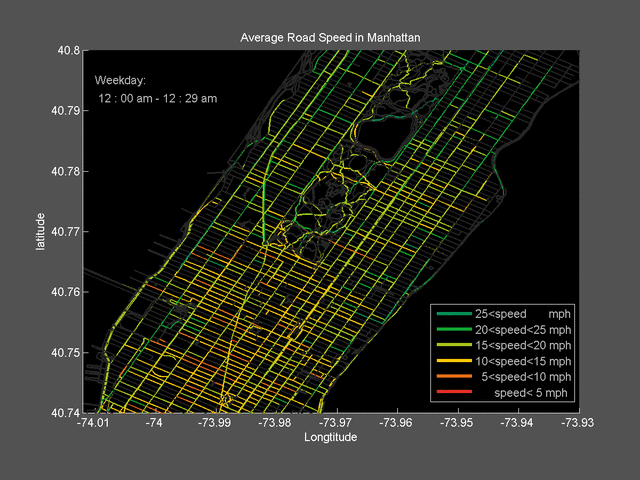 Average Road Speed in Manhattan
40.8
Weekday:
12 : 00 am - 12 : 29 am
40.79
40.78
40.77
latitude
40.76
40.75
40.74
25<speed mph
20<speed<25 mph
15<speed<20 mph
10<speed<15 mph
5<speed<10 mph
speed< 5 mph
-74.01 -74 -73.99 -73.98 -73.97 -73.96 -73.95 -73.94 -73.93
Longtitude